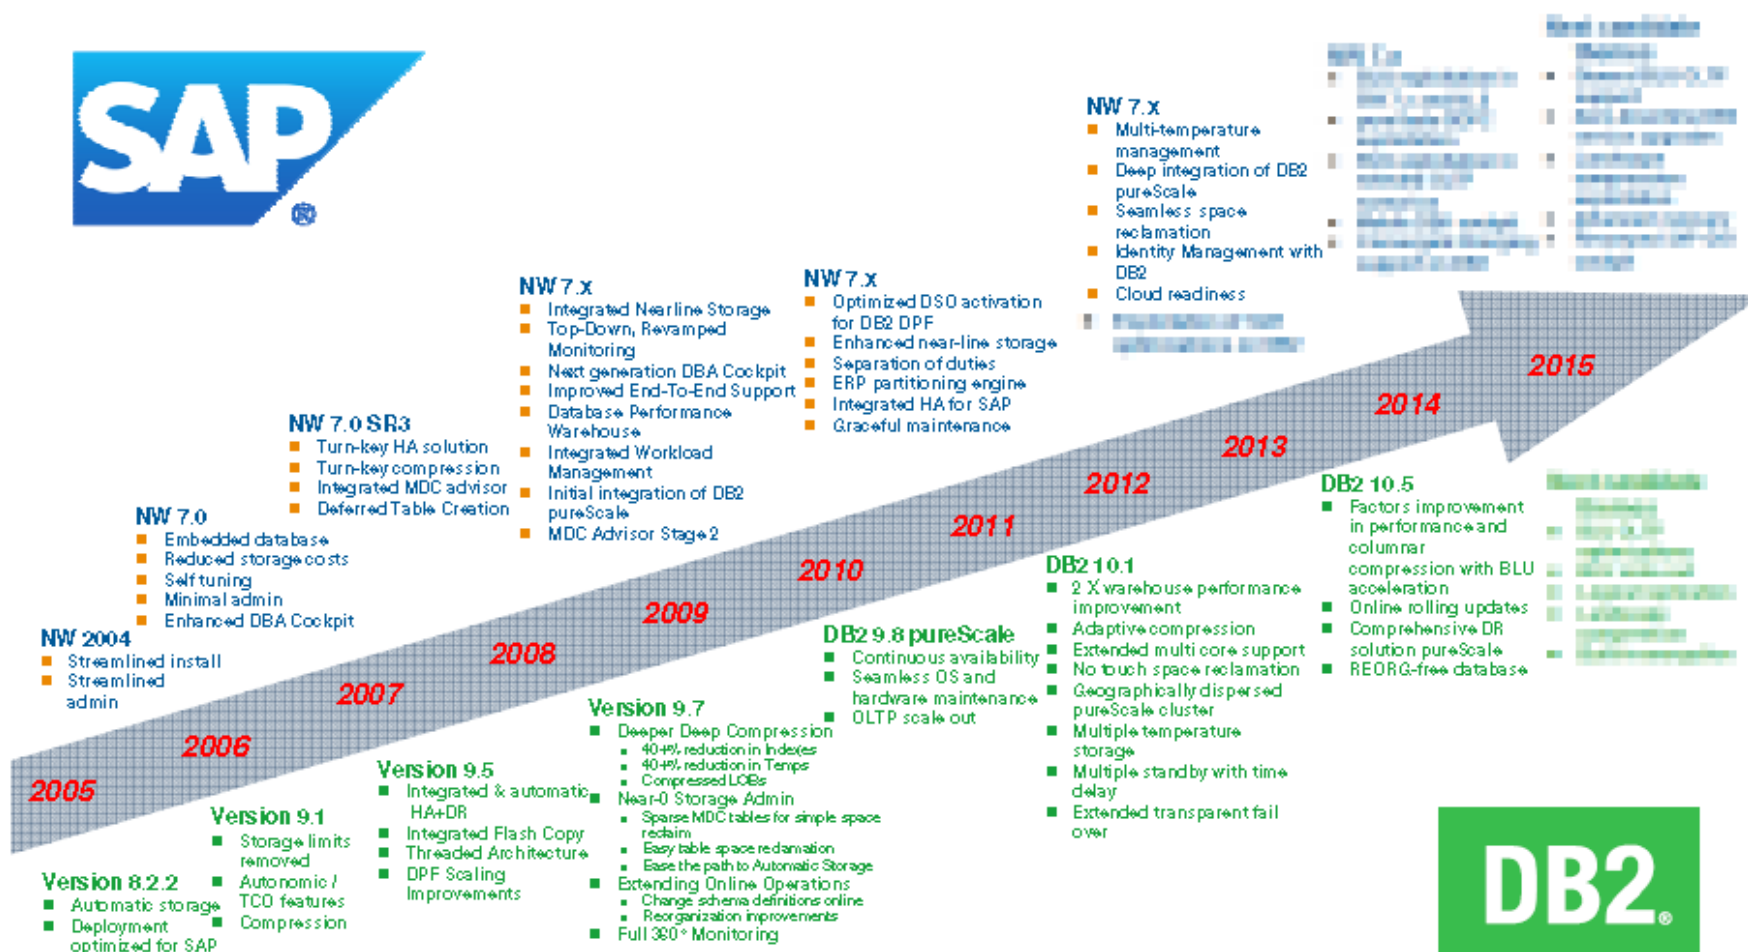 SAP
®
NW 2004
Streamlined install
Streamlined
admin
NW 7.0
Embedded database
Reduced storage costs
Self tuning
Minimal admin
Enhanced DBA Cockpit
NW 7.0 SR3
Turn-key HA solution
Turn-key compression
Integrated MDC advisor
Deferred Table Creation
NW 7.x
Integrated Nearline Storage
Top-Down, Revamped
Monitoring
Next generation DBA Cockpit
Improved End-To-End Support
Database Performance
Warehouse
Integrated Workload
Management
Initial integration of DB2
pureScale
MDC Advisor Stage 2
NW 7.x
Optimized DSO activation
for DB2 DPF
Enhanced near-line storage
Separation of duties
ERP partitioning engine
Integrated HA for SAP
Graceful maintenance
NW 7.x
Multi-temperature
management
Deep integration of DB2
pureScale
Seamless space
reclamation
Identity Management with
DB2
Cloud readiness
2005
2006
2007
2008
2009
2010
2011
2012
2013
2014
2015
Version 8.2.2
Automatic storage
Deployment
optimized for SAP
Version 9.1
Storage limits
removed
Autonomic /
TCO features
Compression
Version 9.5
Integrated & automatic
HA+DR
Integrated Flash Copy
Threaded Architecture
DPF Scaling
Improvements
Version 9.7
Deeper Deep Compression
40+% reduction in Indexes
40+% reduction in Temps
Compressed LOBs
Near-0 Storage Admin
Sparse MDC tables for simple space
reclaim
Easy table space reclamation
Ease the path to Automatic Storage
Extending Online Operations
Change schema definitions online
Reorganization improvements
Full 360° Monitoring
DB2 9.8 pureScale
Continuous availability
Seamless OS and
hardware maintenance
OLTP scale out
DB2 10.1
2 X warehouse performance
improvement
Adaptive compression
Extended multi core support
No touch space reclamation
Geographically dispersed
pureScale cluster
Multiple temperature
storage
Multiple standby with time
delay
Extended transparent fail
over
DB2 10.5
Factors improvement
in performance and
columnar
compression with BLU
acceleration
Online rolling updates
Comprehensive DR
solution pureScale
REORG-free database
DB2®